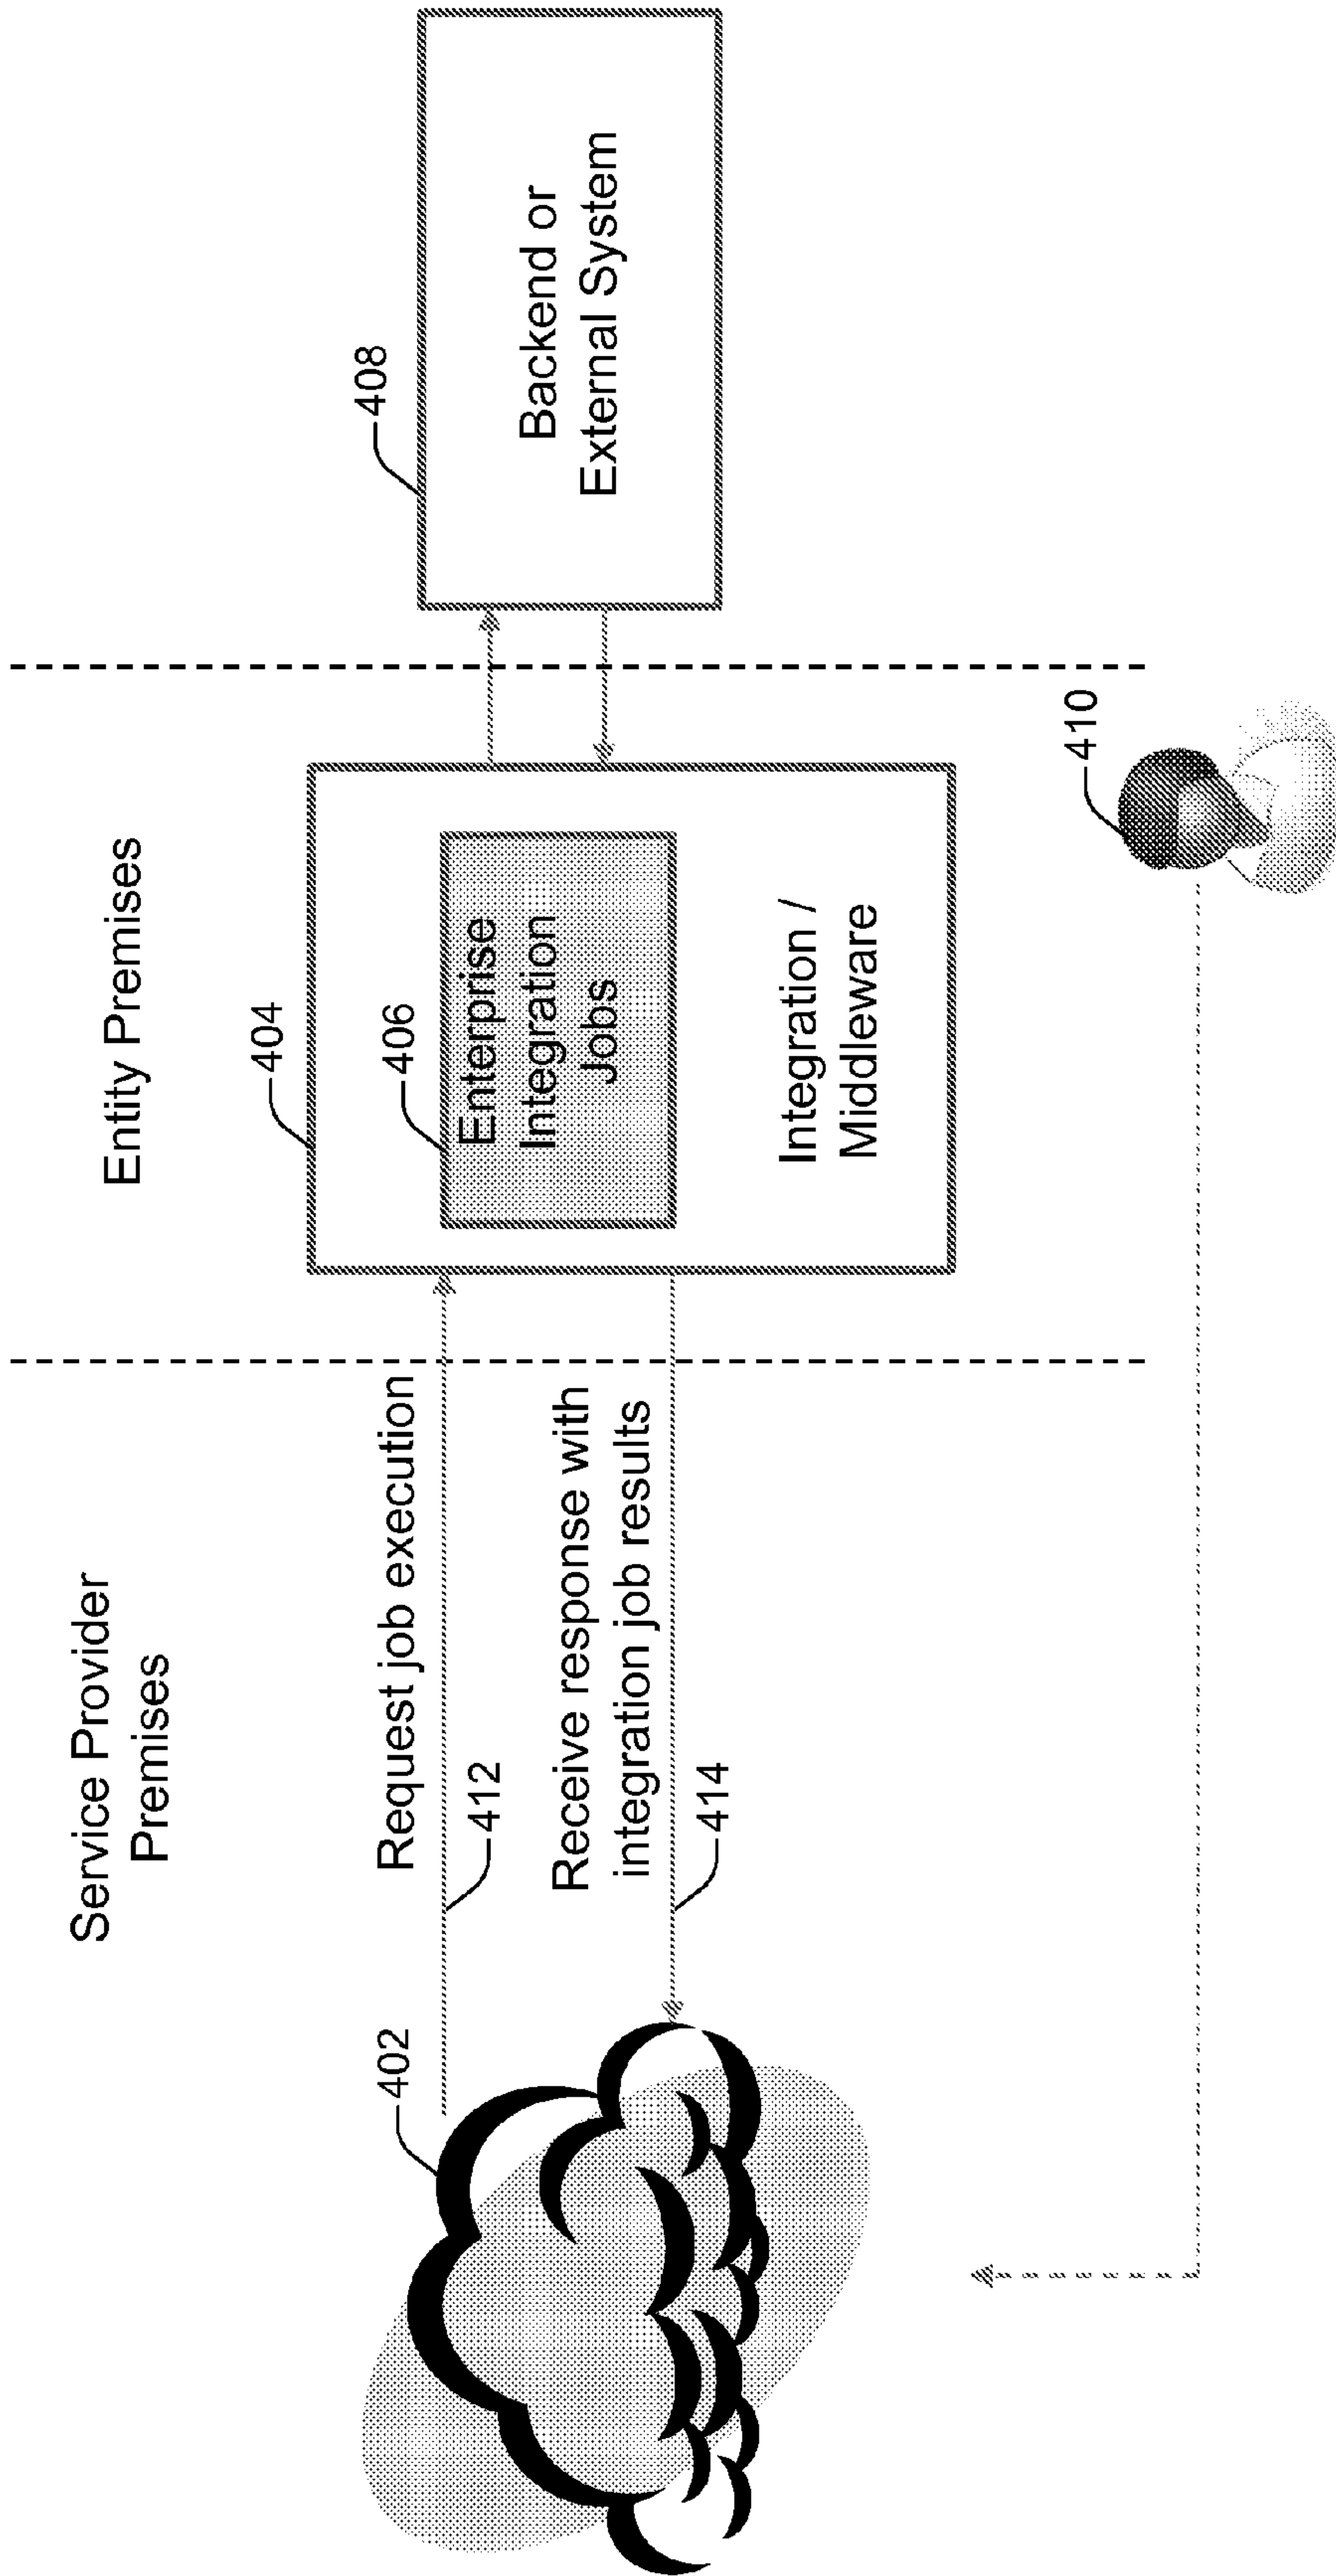 Service Provider
Premises
Entity Premises
402
Request job execution
412
Receive response with
integration job results
414
404
406
Enterprise
Integration
Jobs
Integration /
Middleware
408
Backend or
External System
410